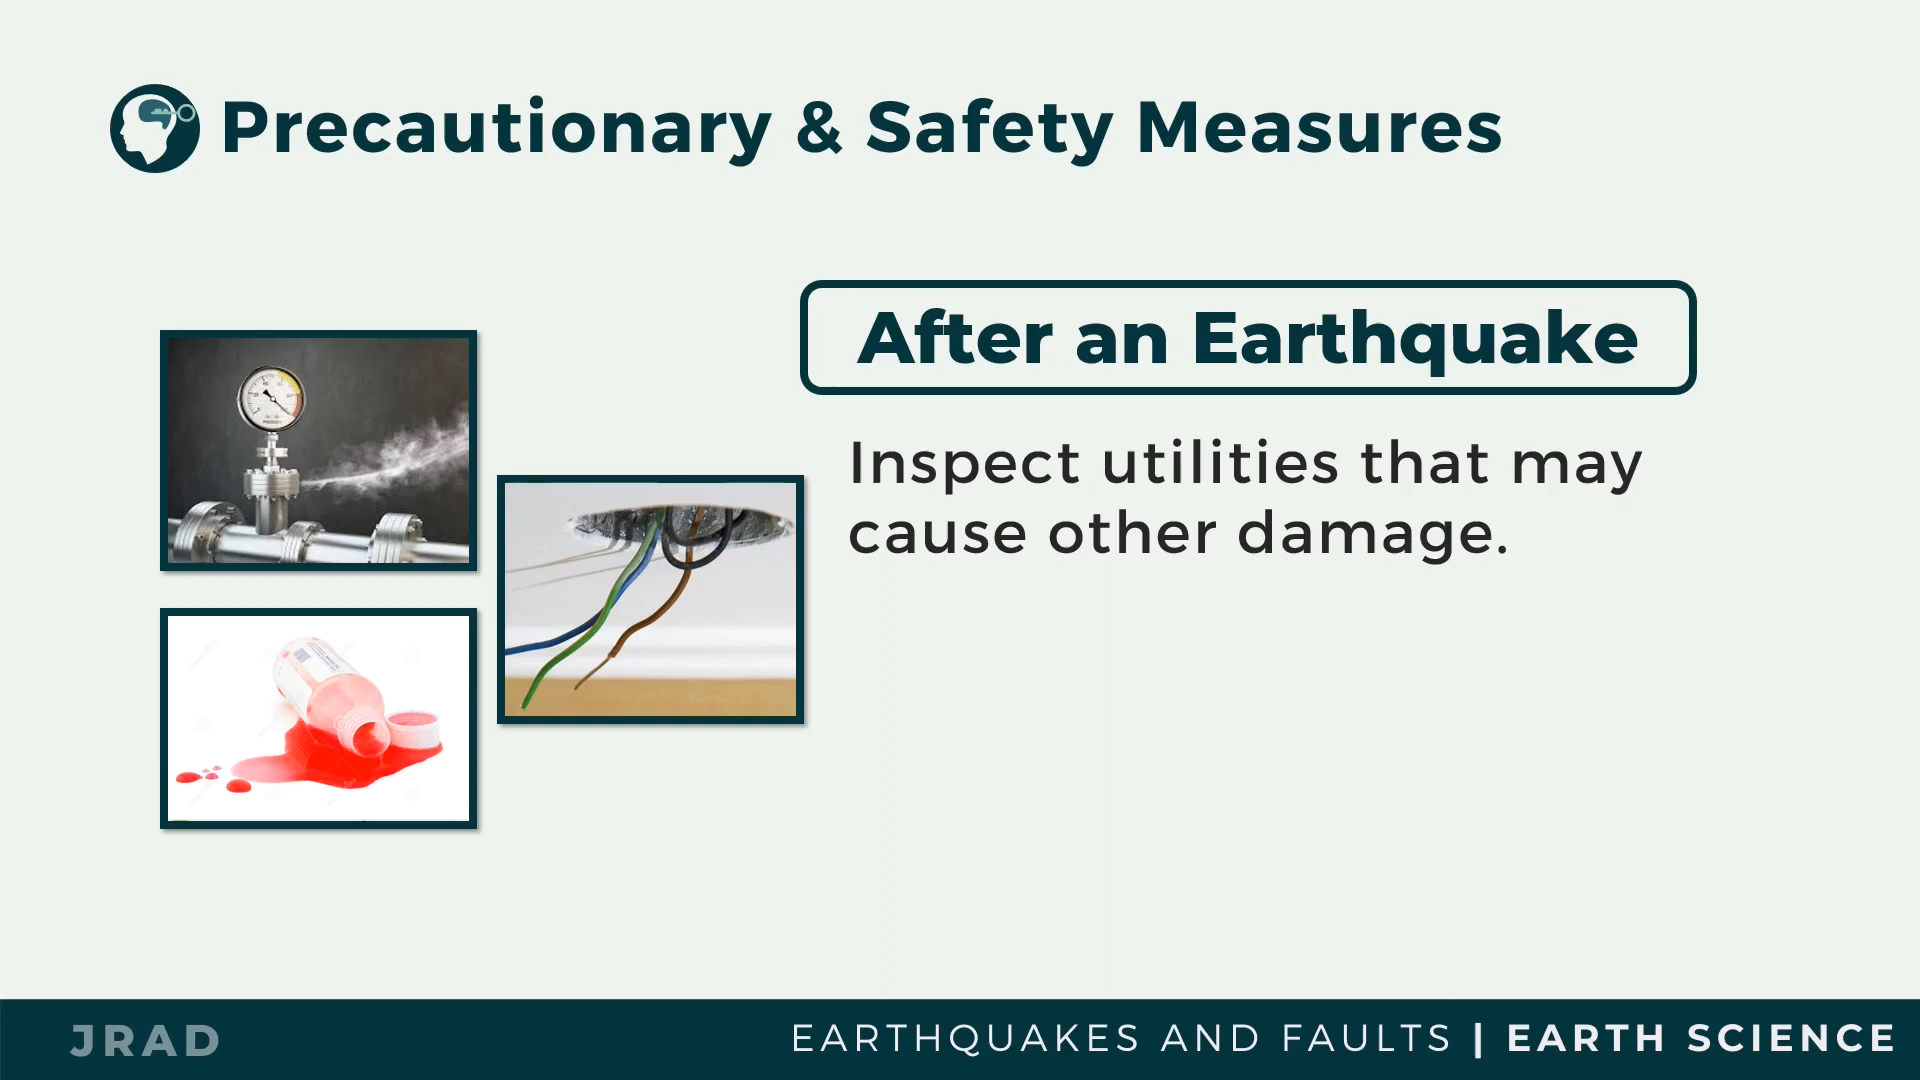 Precautionary & Safety Measures
After an Earthquake
Inspect utilities that may
cause other damage.
JRAD
EARTHQUAKES AND FAULTS | EARTH SCIENCE